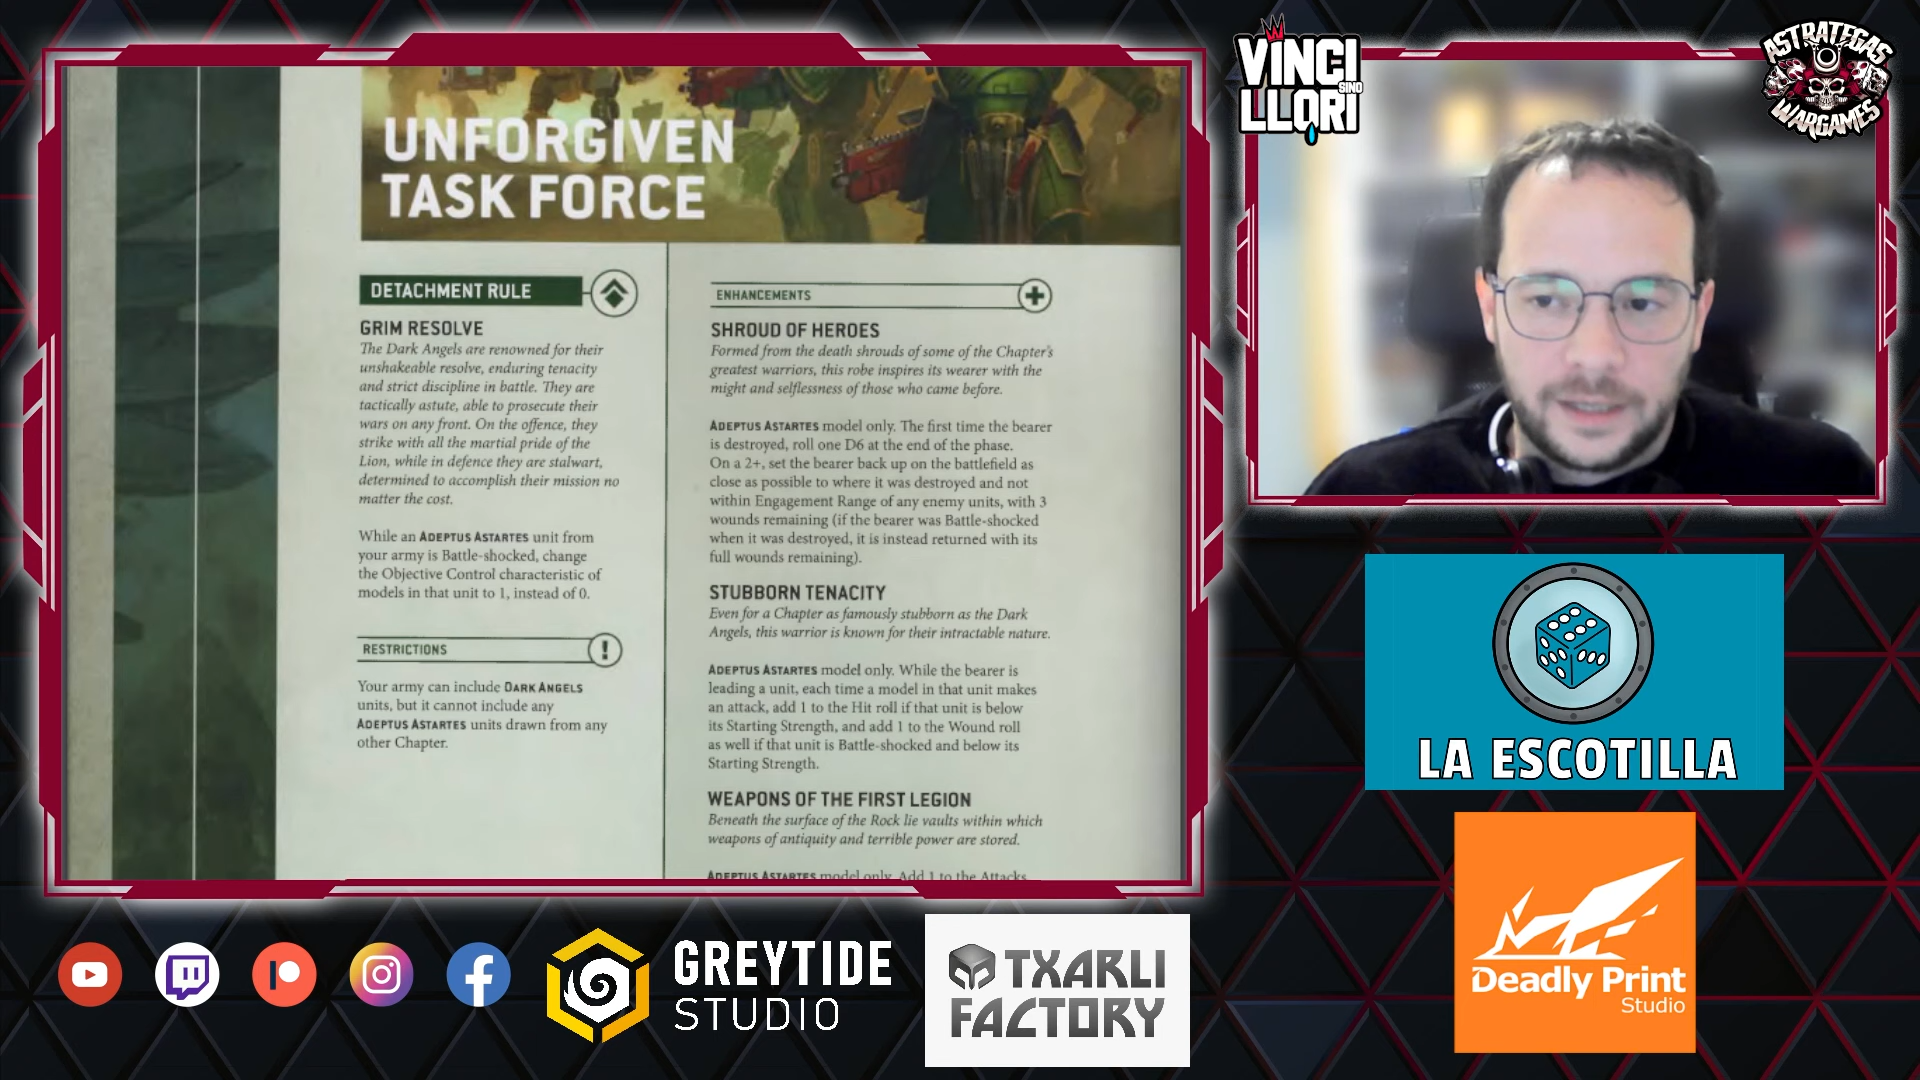 UNFORGIVEN
TASK FORCE
DETACHMENT RULE
GRIM RESOLVE
The Dark Angels are renowned for their
unshakeable resolve, enduring tenacity
and strict discipline in battle. They are
tactically astute, able to prosecute their
wars on any front. On the offence, they
strike with all the martial pride of the
Lion, while in defence they are stalwart,
determined to accomplish their mission no
matter the cost.
While an ADEPTUS ASTARTES unit from
your army is Battle-shocked, change
the Objective Control characteristic of
models in that unit to 1, instead of 0.
RESTRICTIONS
!
Your army can include DARK ANGELS
units, but it cannot include any
ADEPTUS ASTARTES units drawn from any
other Chapter.
ENHANCEMENTS
SHROUD OF HEROES
Formed from the death shrouds of some of the Chapter's
greatest warriors, this robe inspires its wearer with the
might and selflessness of those who came before.
ADEPTUS ASTARTES model only. The first time the bearer
is destroyed, roll one D6 at the end of the phase.
On a 2+, set the bearer back up on the battlefield as
close as possible to where it was destroyed and not
within Engagement Range of any enemy units, with 3
wounds remaining (if the bearer was Battle-shocked
when it was destroyed, it is instead returned with its
full wounds remaining).
STUBBORN TENACITY
Even for a Chapter as famously stubborn as the Dark
Angels, this warrior is known for their intractable nature.
ADEPTUS ASTARTES model only. While the bearer is
leading a unit, each time a model in that unit makes
an attack, add 1 to the Hit roll if that unit is below
its Starting Strength, and add 1 to the Wound roll
as well if that unit is Battle-shocked and below its
Starting Strength.
WEAPONS OF THE FIRST LEGION
Beneath the surface of the Rock lie vaults within which
weapons of antiquity and terrible power are stored.
ADEPTUS ASTARTES model only. Add 1 to the Attacks
VINCI
SINO
LLORI
ASTRATEGAS
WARGAMES
LA ESCOTILLA
Deadly Print
Studio
GREYTIDE
STUDIO
TXARLI
FACTORY